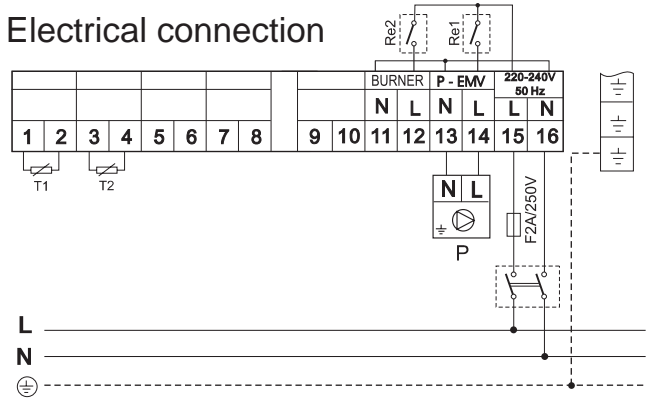 Electrical connection
Re2 Re1
BURNER P - EMV 220-240V
50 Hz
N L N L L N
1 2 3 4 5 6 7 8 9 10 11 12 13 14 15 16
T1 T2
N L
F2A/250V
P
L
N